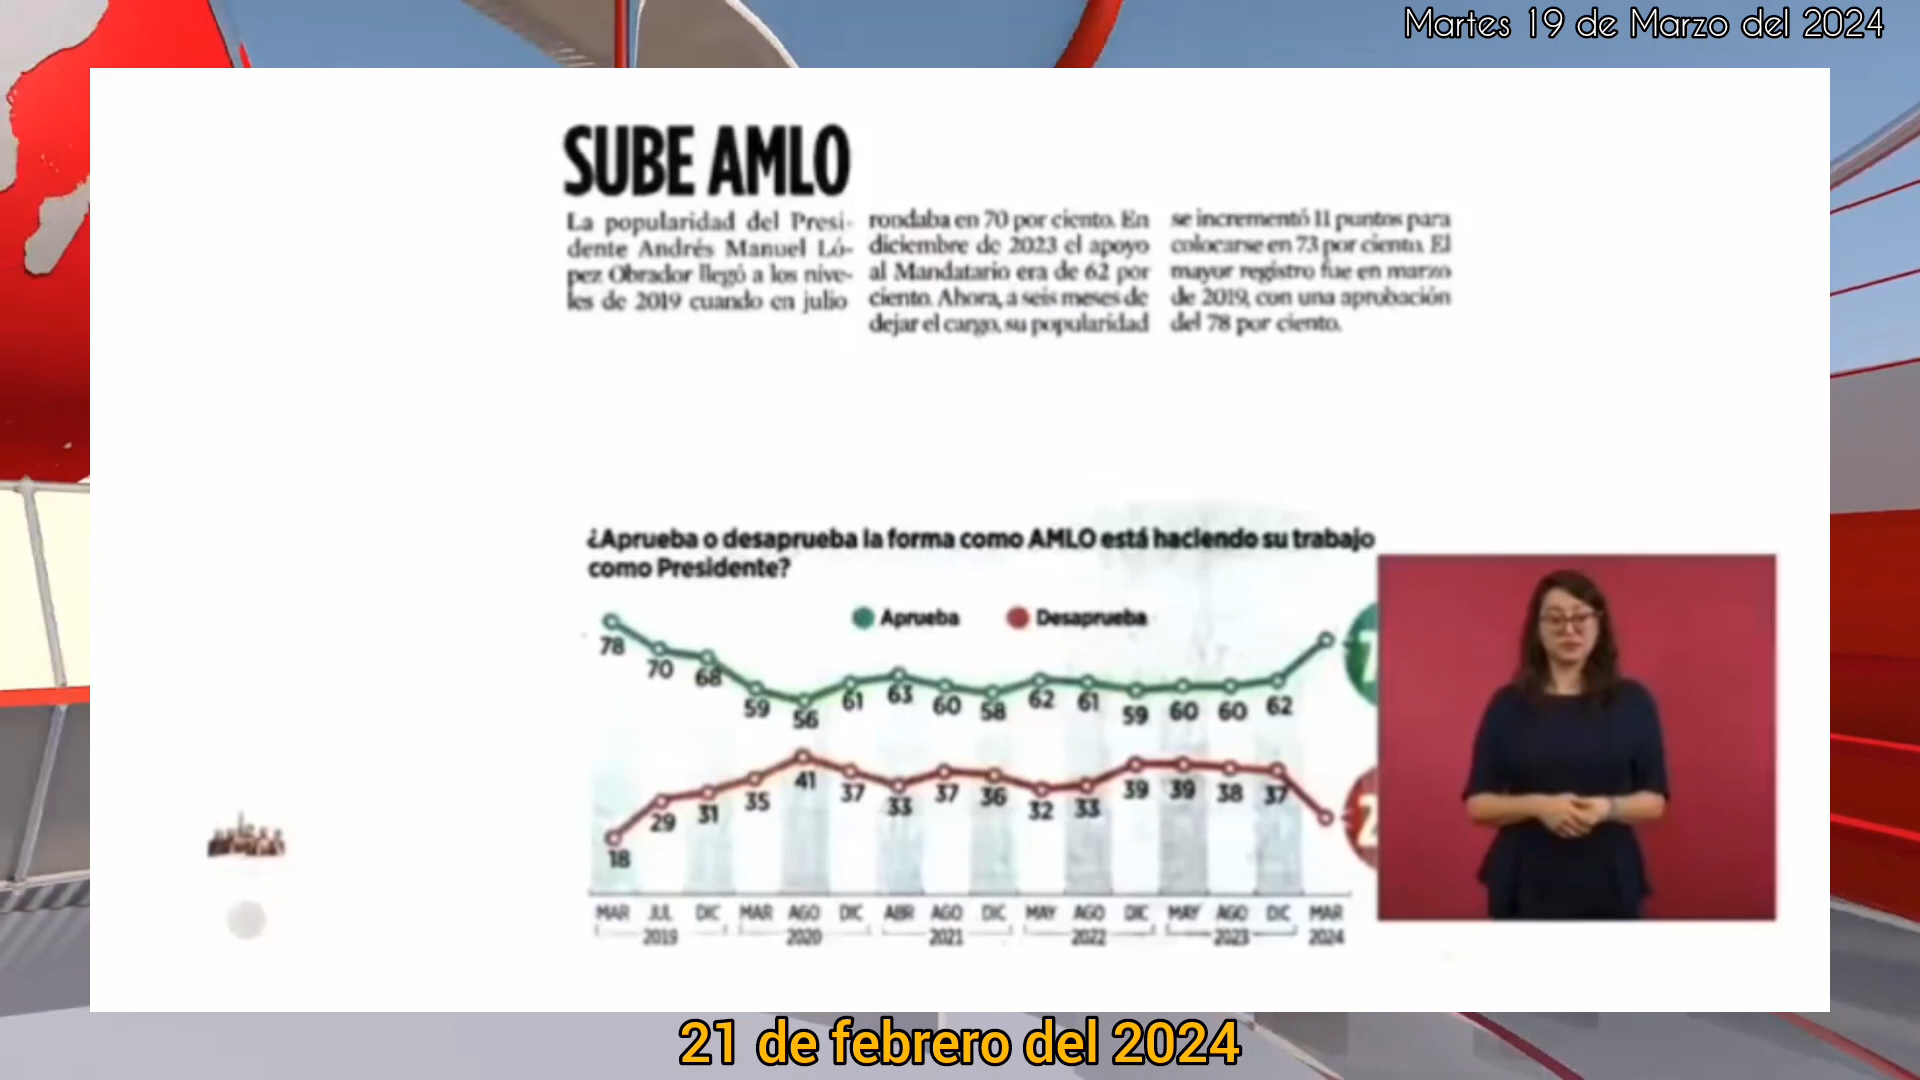 Martes 19 de Marzo del 2024
SUBE AMLO
La popularidad del Presi-
dente Andrés Manuel Ló-
pez Obrador llegó a los nive-
les de 2019 cuando en julio
rondaba en 70 por ciento. En
diciembre de 2023 el apoyo
al Mandatario era de 62 por
ciento. Ahora, a seis meses de
dejar el cargo, su popularidad
se incrementó 11 puntos para
colocarse en 73 por ciento. El
mayor registro fue en marzo
de 2019, con una aprobación
del 78 por ciento.
¿Aprueba o desaprueba la forma como AMLO está haciendo su trabajo
como Presidente?
Aprueba Desaprueba
78 70 68 59 56 61 63 60 58 62 61 59 60 60 62 7
18 29 31 35 41 37 33 37 36 32 33 39 39 38 37 2
MAR JUL DIC MAR AGO DIC ABR AGO DIC MAY AGO DIC MAY AGO DIC MAR
2019 2020 2021 2022 2023 2024
21 de febrero del 2024